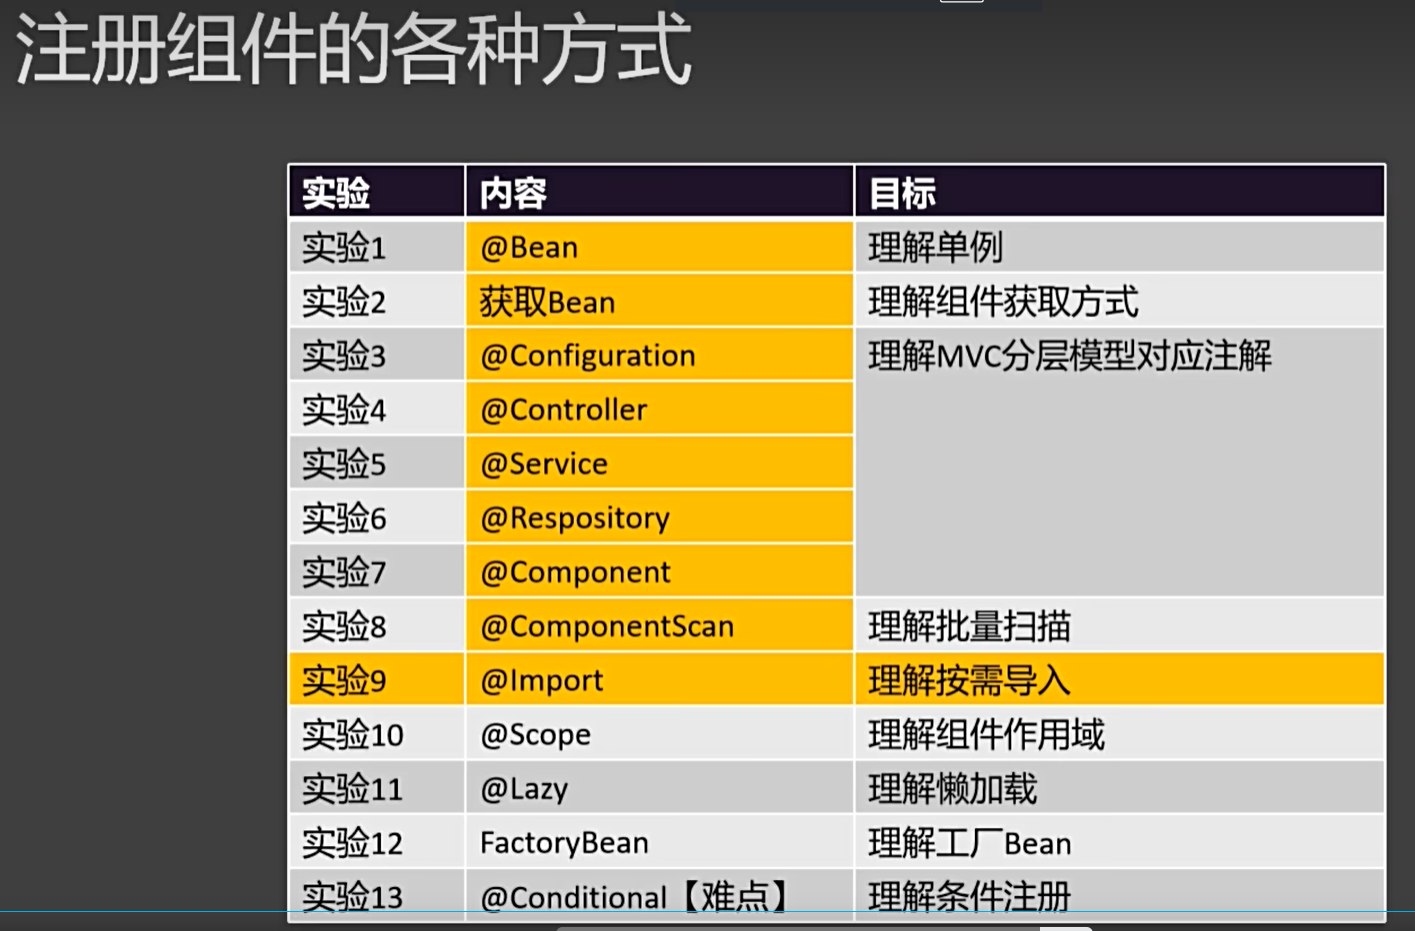 注册组件的各种方式
实验 内容 目标
实验1 @Bean 理解单例
实验2 获取Bean 理解组件获取方式
实验3 @Configuration 理解MVC分层模型对应注解
实验4 @Controller
实验5 @Service
实验6 @Respository
实验7 @Component
实验8 @ComponentScan 理解批量扫描
实验9 @Import 理解按需导入
实验10 @Scope 理解组件作用域
实验11 @Lazy 理解懒加载
实验12 FactoryBean 理解工厂Bean
实验13 @Conditional【难点】 理解条件注册